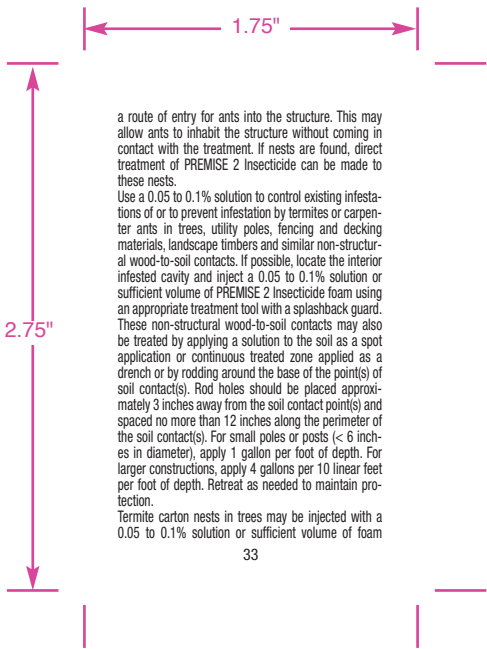 1.75"
2.75"
a route of entry for ants into the structure. This may
allow ants to inhabit the structure without coming in
contact with the treatment. If nests are found, direct
treatment of PREMISE 2 Insecticide can be made to
these nests.
Use a 0.05 to 0.1% solution to control existing infesta-
tions of or to prevent infestation by termites or carpen-
ter ants in trees, utility poles, fencing and decking
materials, landscape timbers and similar non-structur-
al wood-to-soil contacts. If possible, locate the interior
infested cavity and inject a 0.05 to 0.1% solution or
sufficient volume of PREMISE 2 Insecticide foam using
an appropriate treatment tool with a splashback guard.
These non-structural wood-to-soil contacts may also
be treated by applying a solution to the soil as a spot
application or continuous treated zone applied as a
drench or by rodding around the base of the point(s) of
soil contact(s). Rod holes should be placed approxi-
mately 3 inches away from the soil contact point(s) and
spaced no more than 12 inches along the perimeter of
the soil contact(s). For small poles or posts (< 6 inch-
es in diameter), apply 1 gallon per foot of depth. For
larger constructions, apply 4 gallons per 10 linear feet
per foot of depth. Retreat as needed to maintain pro-
tection.
Termite carton nests in trees may be injected with a
0.05 to 0.1% solution or sufficient volume of foam
33